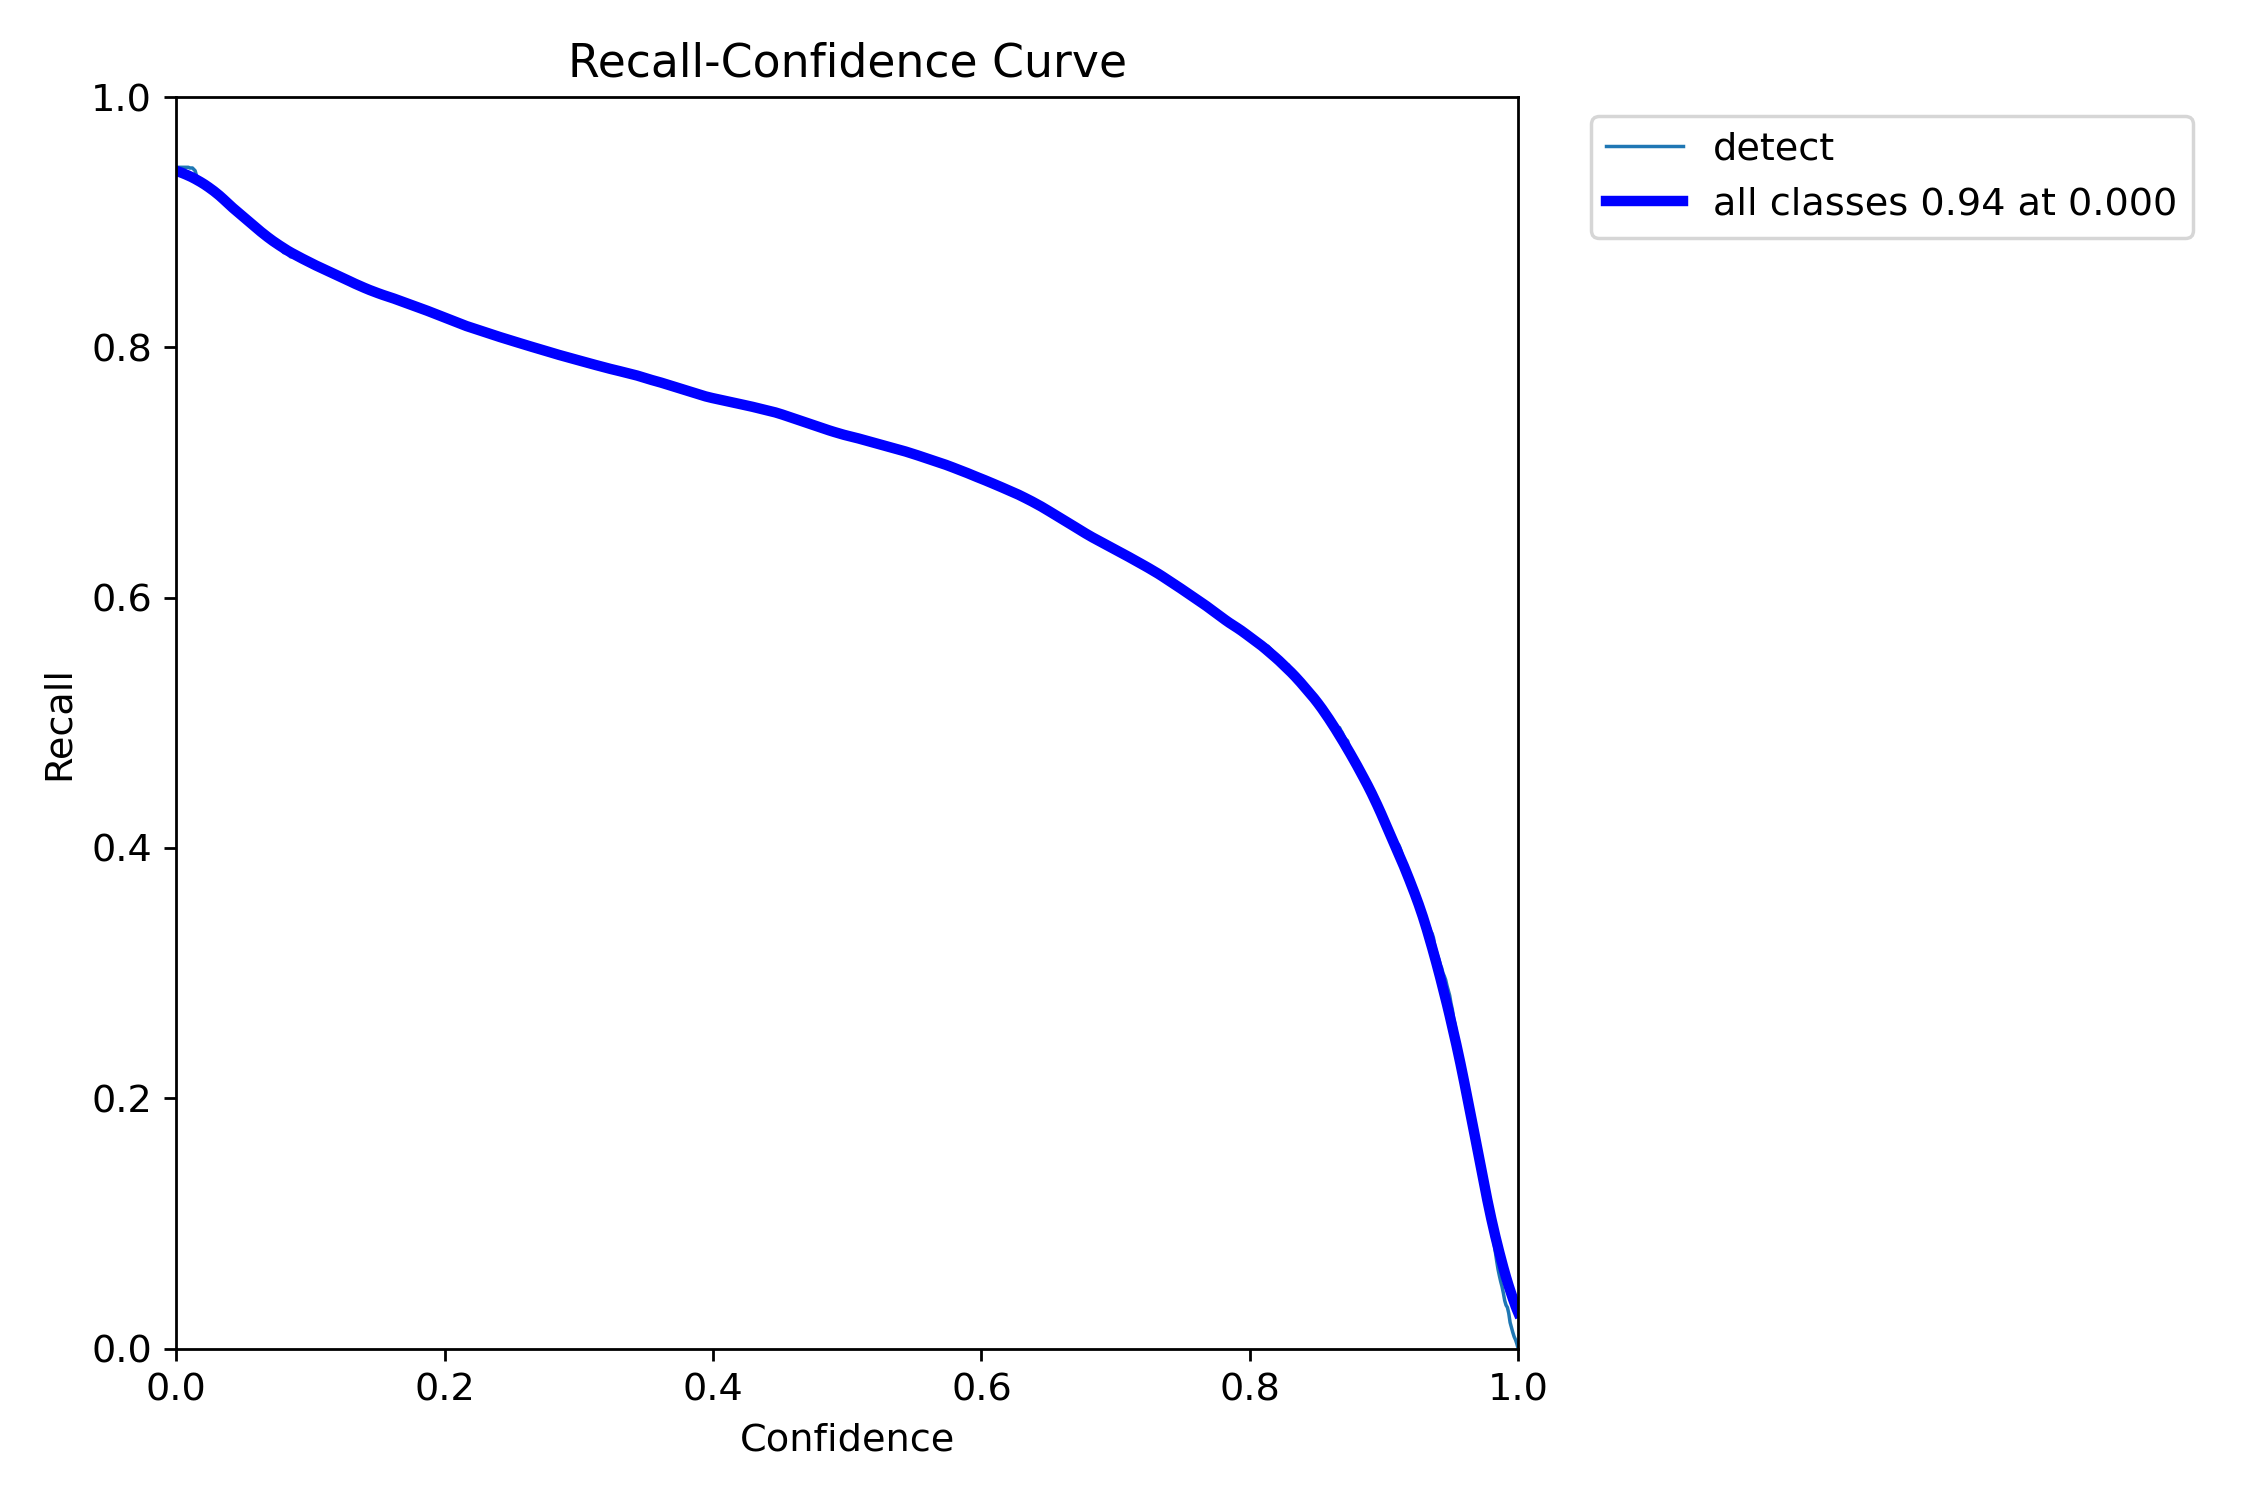 Recall-Confidence Curve
1.0
0.8
0.6
0.4
0.2
0.0
Recall
0.0 0.2 0.4 0.6 0.8 1.0
Confidence
detect
all classes 0.94 at 0.000